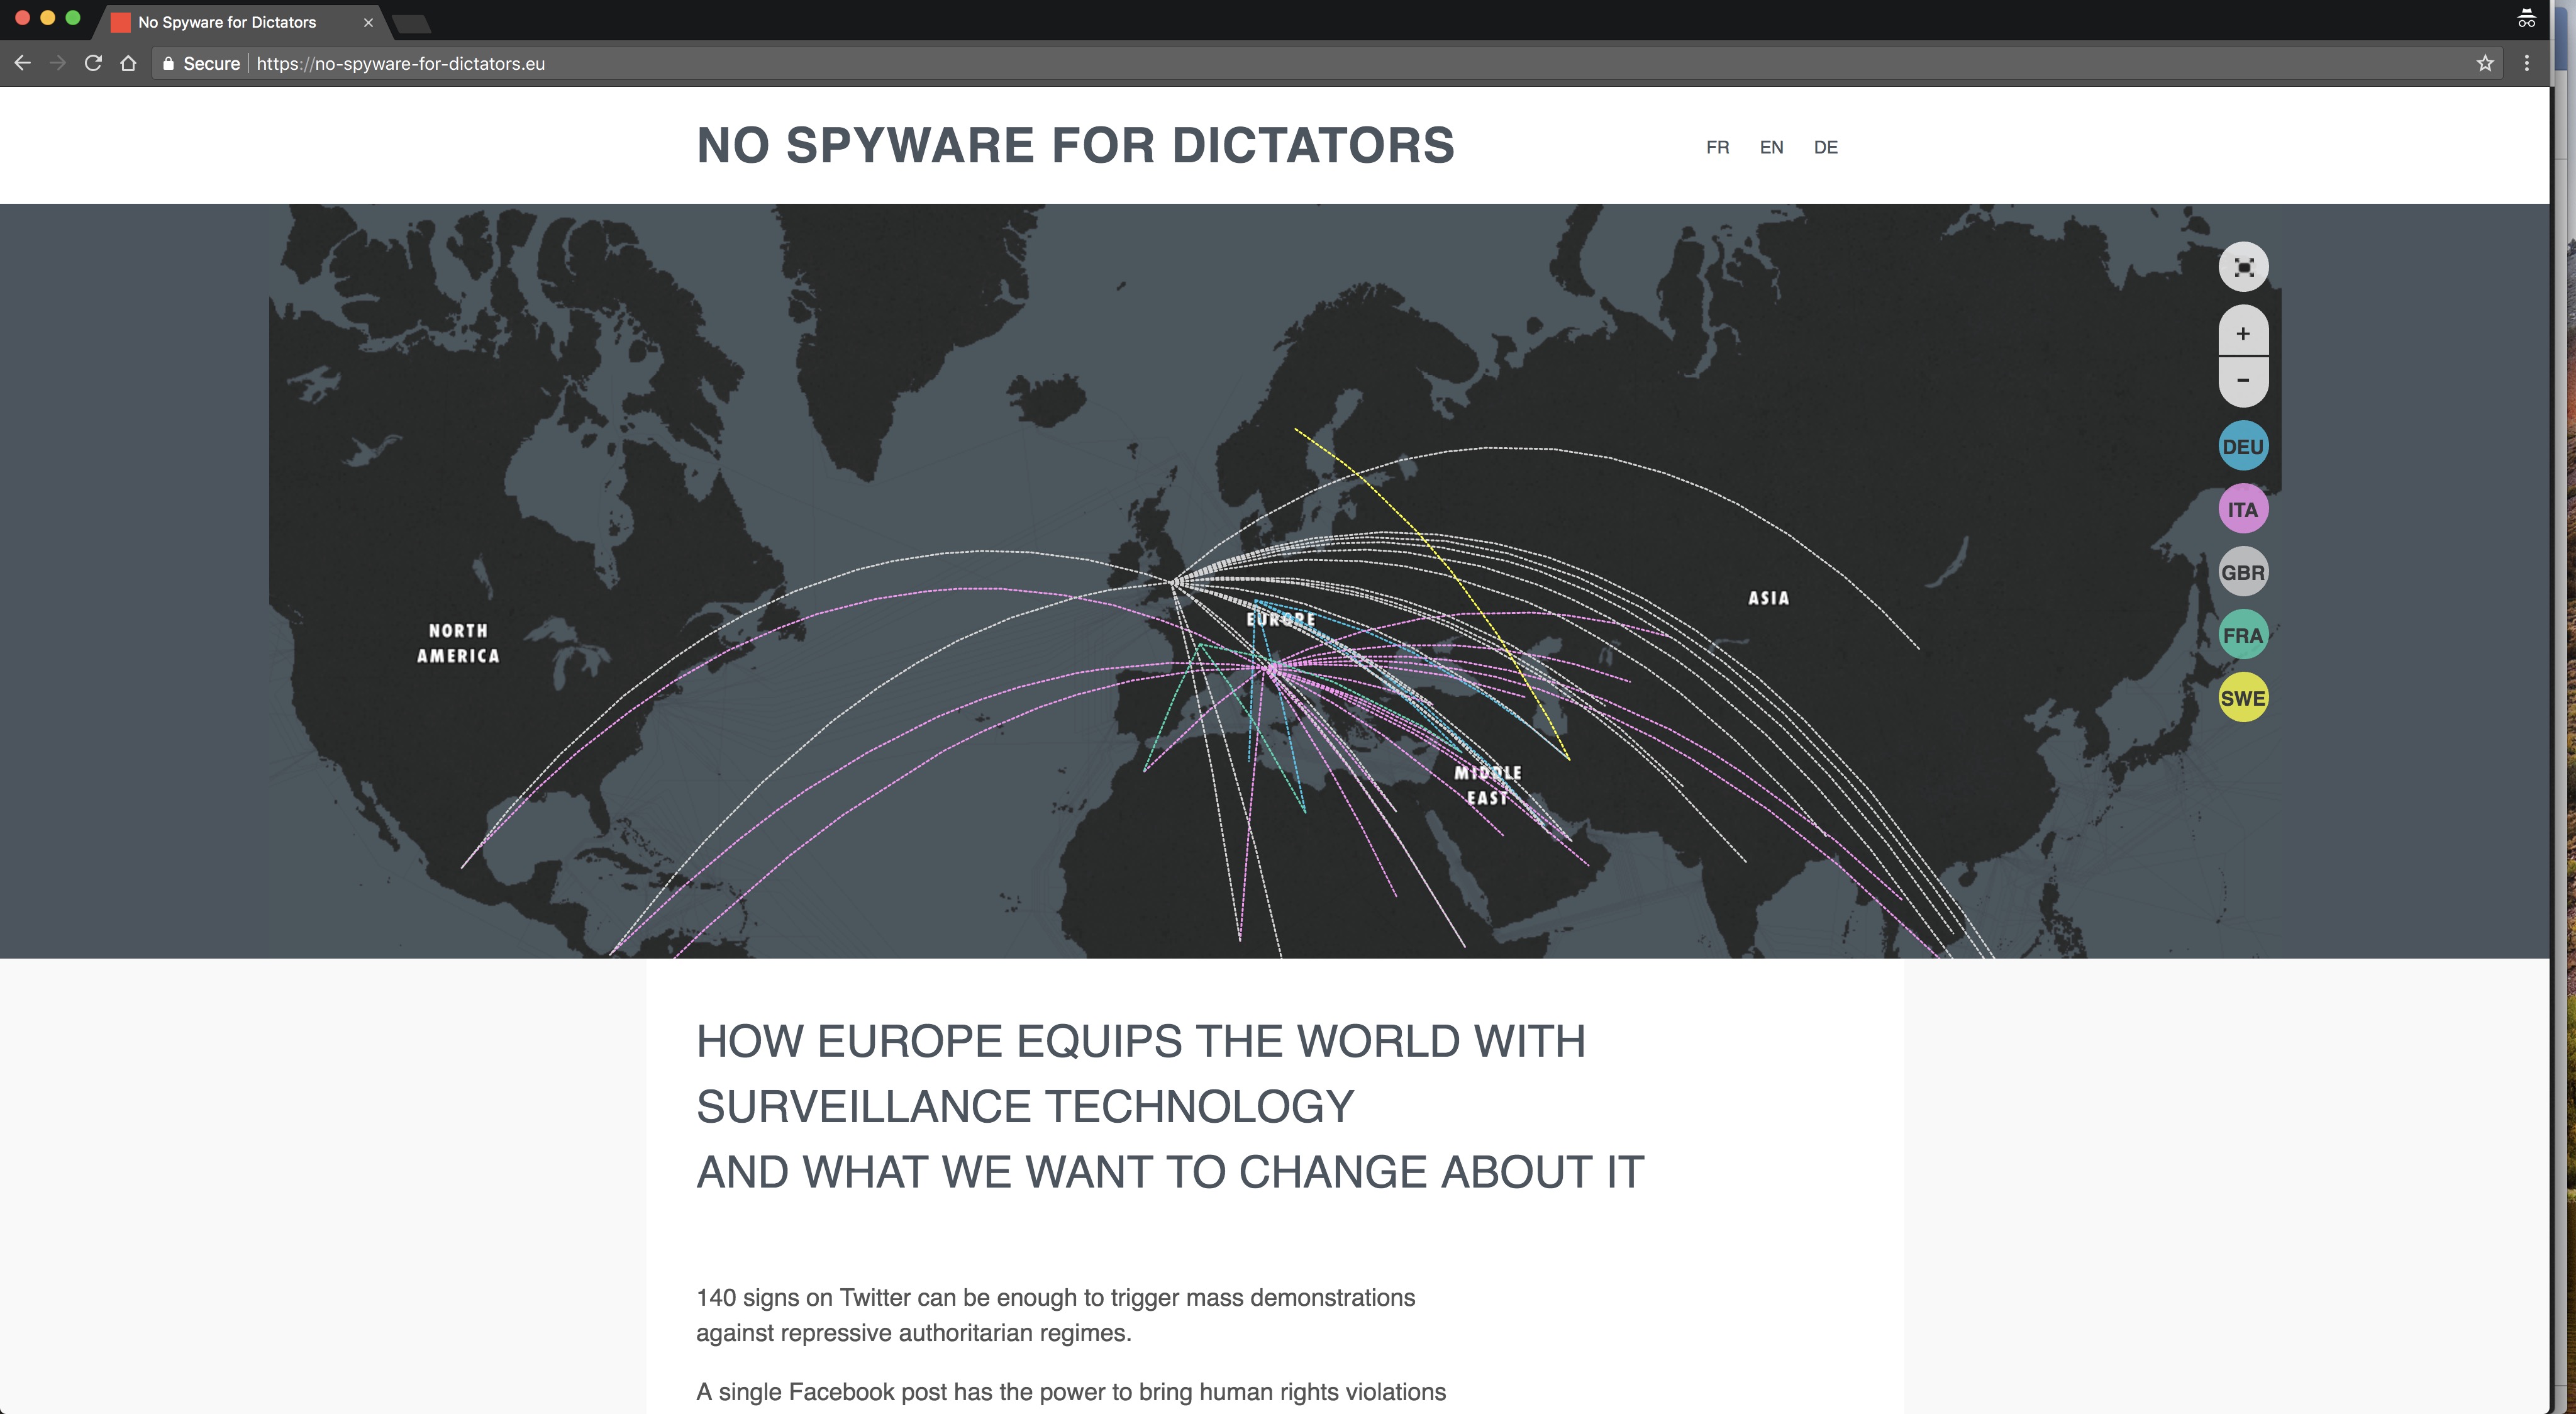 No Spyware for Dictators
Secure https://no-spyware-for-dictators.eu
NO SPYWARE FOR DICTATORS
FR EN DE
+
−
DEU
ITA
GBR
FRA
SWE
NORTH
AMERICA
EUROPE
ASIA
MIDDLE
EAST
HOW EUROPE EQUIPS THE WORLD WITH
SURVEILLANCE TECHNOLOGY
AND WHAT WE WANT TO CHANGE ABOUT IT
140 signs on Twitter can be enough to trigger mass demonstrations
against repressive authoritarian regimes.
A single Facebook post has the power to bring human rights violations